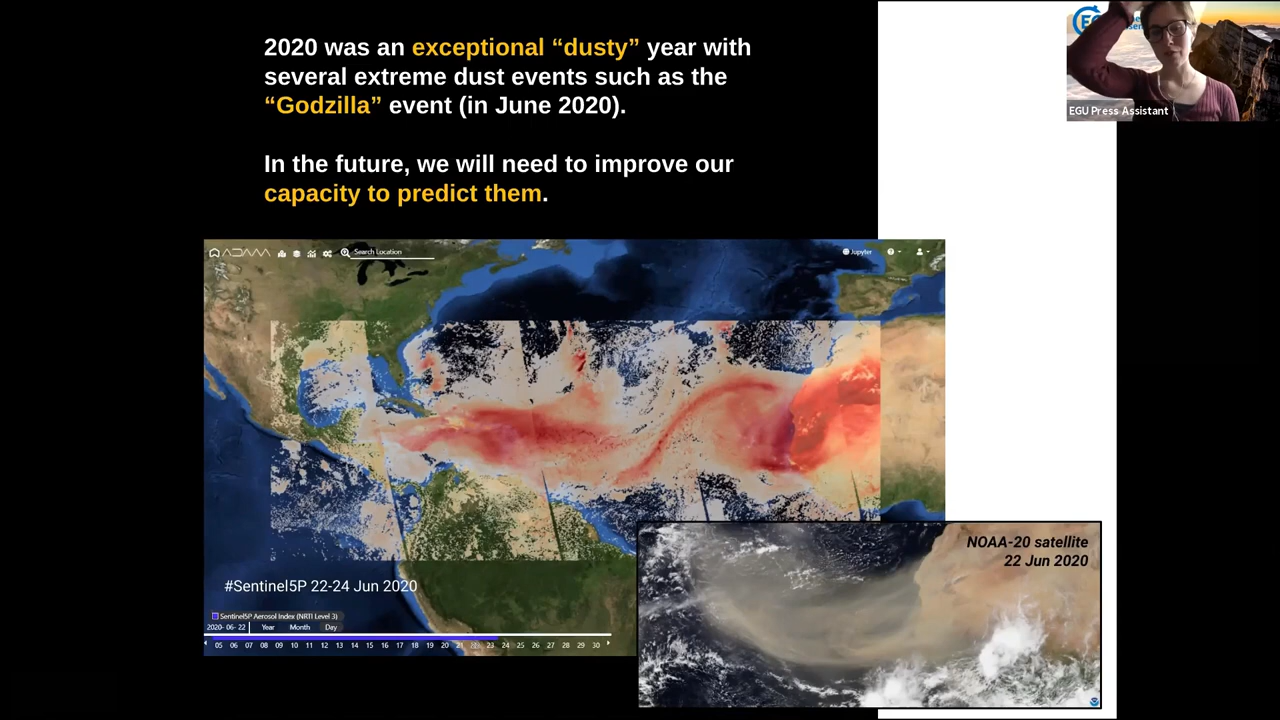 2020 was an exceptional “dusty” year with
several extreme dust events such as the
“Godzilla” event (in June 2020).
In the future, we will need to improve our
capacity to predict them.
EGU Press Assistant
ADAM
Search Location
Jupyter
#Sentinel5P 22-24 Jun 2020
Sentinel5P Aerosol Index (NRTI Level 3)
2020-06-22 Year Month Day
05 06 07 08 09 10 11 12 13 14 15 16 17 18 19 20 21 22 23 24 25 26 27 28 29 30
NOAA-20 satellite
22 Jun 2020